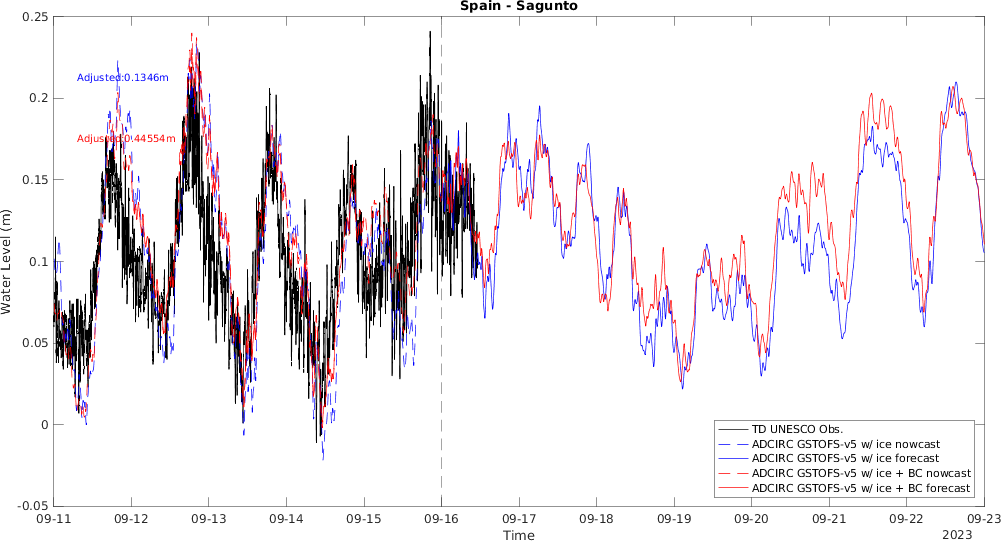 Spain - Sagunto
0.25
0.2
0.15
0.1
0.05
0
-0.05
Water Level (m)
Adjusted:0.1346m
Adjusted:0.44554m
TD UNESCO Obs.
ADCIRC GSTOFS-v5 w/ ice nowcast
ADCIRC GSTOFS-v5 w/ ice forecast
ADCIRC GSTOFS-v5 w/ ice + BC nowcast
ADCIRC GSTOFS-v5 w/ ice + BC forecast
09-11 09-12 09-13 09-14 09-15 09-16 09-17 09-18 09-19 09-20 09-21 09-22 09-23
Time
2023